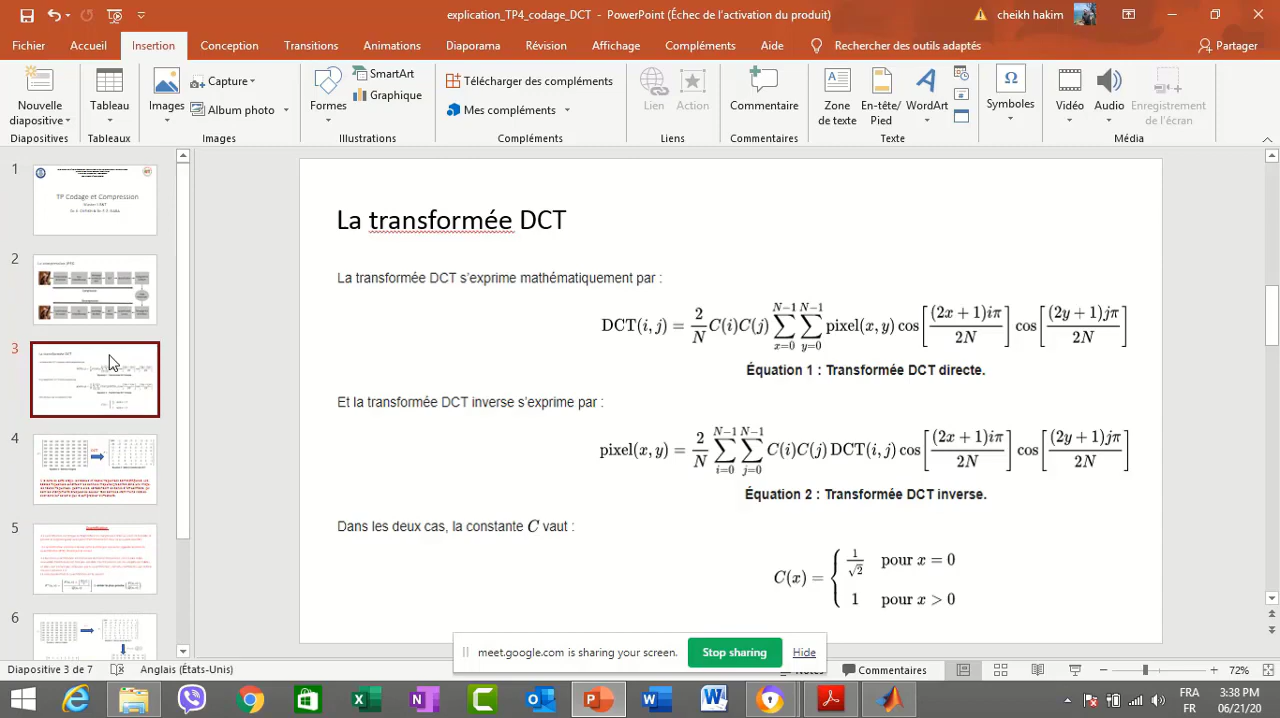 explication_TP4_codage_DCT - PowerPoint (Échec de l'activation du produit)
cheikh hakim
Fichier Accueil Insertion Conception Transitions Animations Diaporama Révision Affichage Compléments Aide Rechercher des outils adaptés Partager
Nouvelle diapositive
Diapositives
Tableau
Tableaux
Images
Capture
Album photo
Images
Formes
SmartArt
Graphique
Illustrations
Télécharger des compléments
Mes compléments
Compléments
Lien
Action
Liens
Commentaire
Commentaires
Zone de texte
En-tête/ Pied
WordArt
Texte
Symboles
Vidéo
Audio
Enregistrement de l'écran
Média
1
TP Codage et Compression
2
3
4
5
6
La transformée DCT
La transformée DCT s'exprime mathématiquement par :
DCT(i, j) = 2/N C(i)C(j) ∑_{x=0}^{N−1} ∑_{y=0}^{N−1} pixel(x, y) cos[(2x + 1)iπ / 2N] cos[(2y + 1)jπ / 2N]
Équation 1 : Transformée DCT directe.
Et la transformée DCT inverse s'exprime par :
pixel(x, y) = 2/N ∑_{i=0}^{N−1} ∑_{j=0}^{N−1} C(i)C(j) DCT(i, j) cos[(2x + 1)iπ / 2N] cos[(2y + 1)jπ / 2N]
Équation 2 : Transformée DCT inverse.
Dans les deux cas, la constante C vaut :
C(x) = { 1/√2 pour x = 0
1 pour x > 0
meet.google.com is sharing your screen. Stop sharing Hide
Diapositive 3 de 7 Anglais (États-Unis) Commentaires 72%
FR
FR
3:38 PM
06/21/20